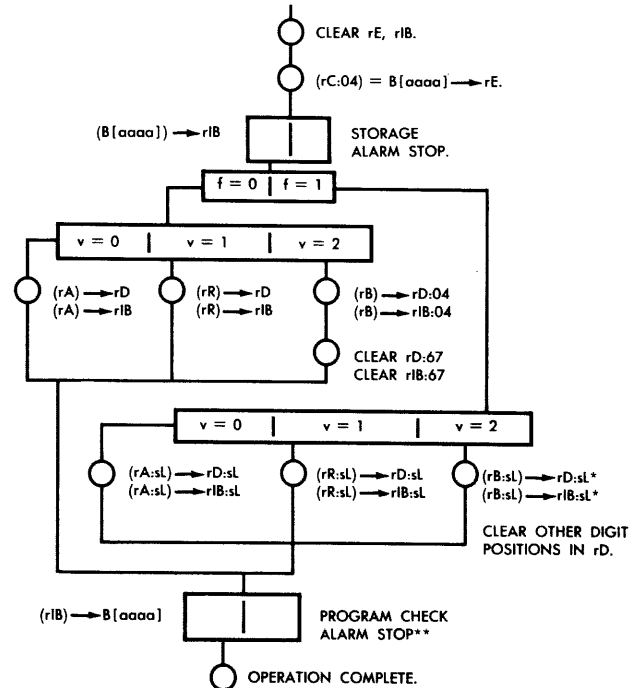 CLEAR rE, rIB.
(rC:04) = B[aaaa] → rE.
(B[aaaa]) → rIB
STORAGE
ALARM STOP.
f = 0 | f = 1
v = 0 | v = 1 | v = 2
(rA) → rD
(rA) → rIB
(rR) → rD
(rR) → rIB
(rB) → rD:04
(rB) → rIB:04
CLEAR rD:67
CLEAR rIB:67
v = 0 | v = 1 | v = 2
(rA:sL) → rD:sL
(rA:sL) → rIB:sL
(rR:sL) → rD:sL
(rR:sL) → rIB:sL
(rB:sL) → rD:sL*
(rB:sL) → rIB:sL*
CLEAR OTHER DIGIT
POSITIONS IN rD.
(rIB) → B[aaaa]
PROGRAM CHECK
ALARM STOP**
OPERATION COMPLETE.